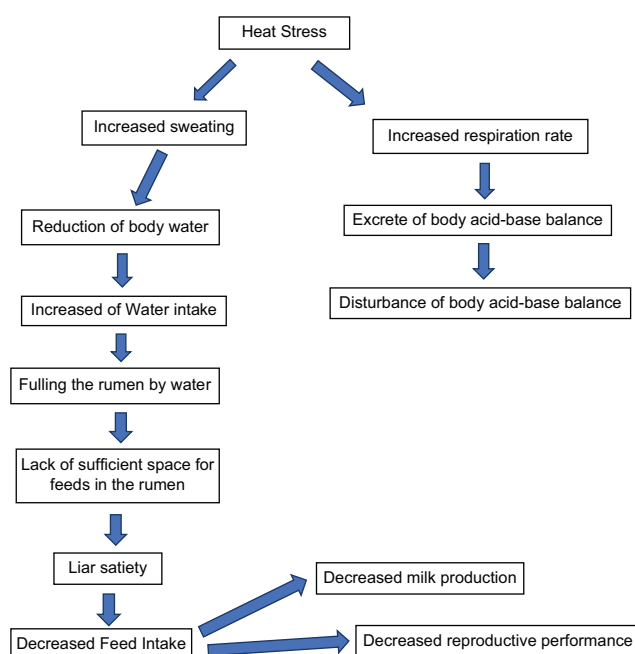 Heat Stress
Increased sweating
Increased respiration rate
Reduction of body water
Excrete of body acid-base balance
Increased of Water intake
Disturbance of body acid-base balance
Fulling the rumen by water
Lack of sufficient space for
feeds in the rumen
Liar satiety
Decreased milk production
Decreased Feed Intake
Decreased reproductive performance